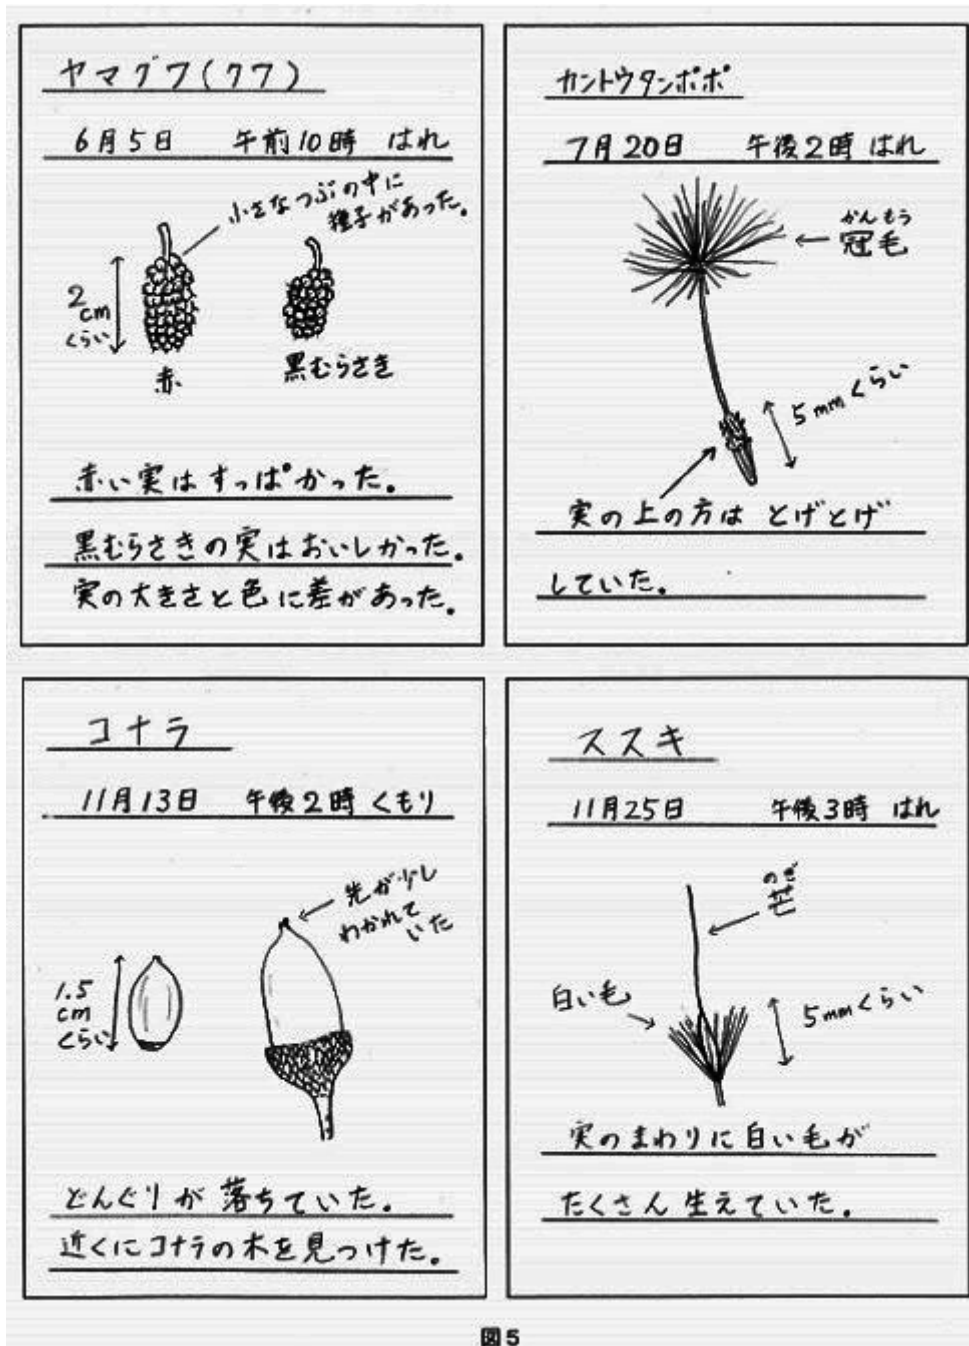 ヤマグワ(クワ)
6月5日 午前10時 はれ
小さなつぶの中に
種子があった。
2
cm
くらい
赤
黒むらさき
赤い実はすっぱかった。
黒むらさきの実はおいしかった。
実の大きさと色に差があった。
カントウタンポポ
7月20日 午後2時 はれ
かんもう
冠毛
5mmくらい
実の上の方は とげとげ
していた。
コナラ
11月13日 午後2時 くもり
先が少し
わかれて
いた
1.5
cm
くらい
どんぐりが落ちていた。
近くにコナラの木を見つけた。
ススキ
11月25日 午後3時 はれ
のぎ
芒
白い毛
5mmくらい
実のまわりに白い毛が
たくさん生えていた。
図5